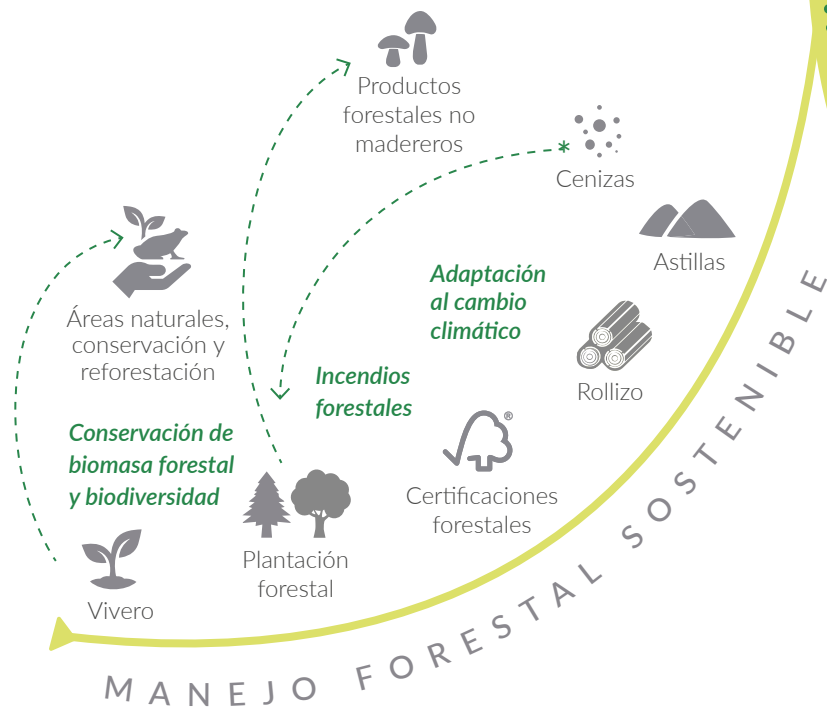 Productos
forestales no
madereros
Cenizas
Astillas
Áreas naturales,
conservación y
reforestación
Adaptación
al cambio
climático
Rollizo
Incendios
forestales
Conservación de
biomasa forestal
y biodiversidad
®
Certificaciones
forestales
Plantación
forestal
Vivero
MANEJO FORESTAL SOSTENIBLE